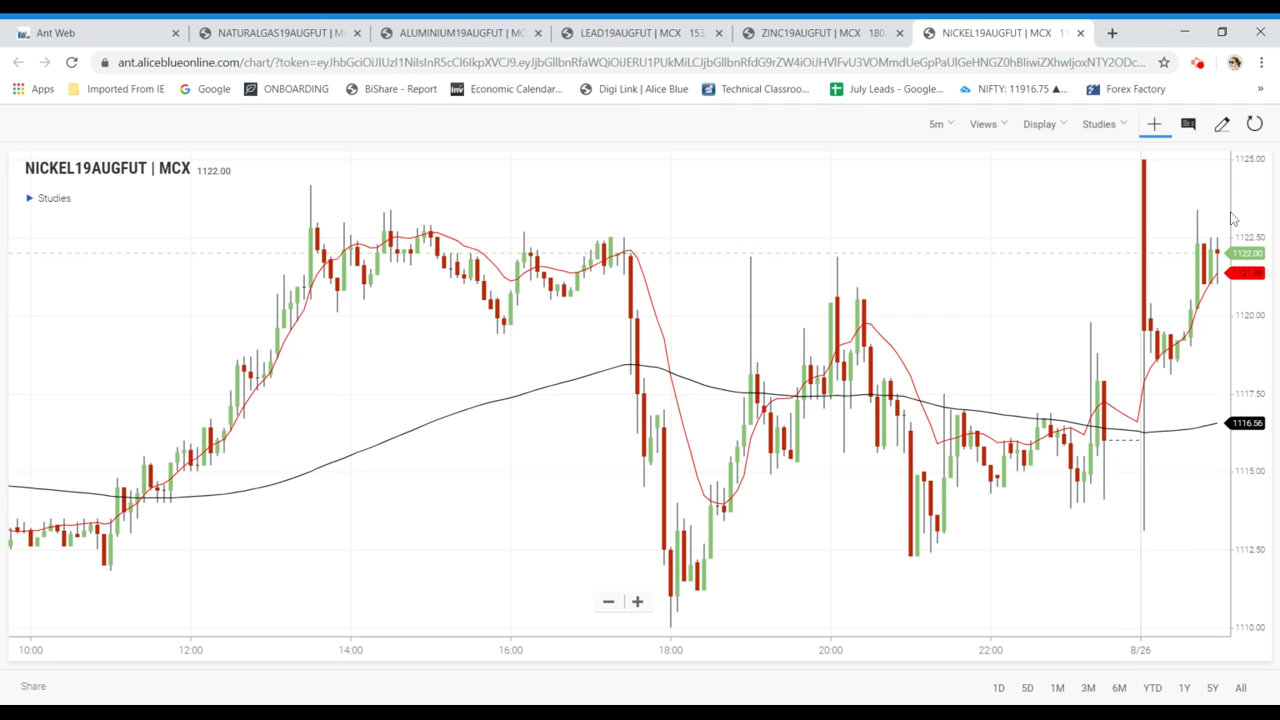 Ant Web
NATURALGAS19AUGFUT | M
ALUMINIUM19AUGFUT | MC
LEAD19AUGFUT | MCX 153
ZINC19AUGFUT | MCX 180.
NICKEL19AUGFUT | MCX 11
Apps
Imported From IE
Google
ONBOARDING
BiShare - Report
Economic Calendar...
Digi Link | Alice Blue
Technical Classroo...
July Leads - Google...
NIFTY: 11916.75 ▲...
Forex Factory
»
5m
Views
Display
Studies
NICKEL19AUGFUT | MCX 1122.00
Studies
1125.00
1122.50
1122.00
1120.00
1117.50
1116.56
1115.00
1112.50
1110.00
10:00
12:00
14:00
16:00
18:00
20:00
22:00
8/26
Share
1D
5D
1M
3M
6M
YTD
1Y
5Y
All